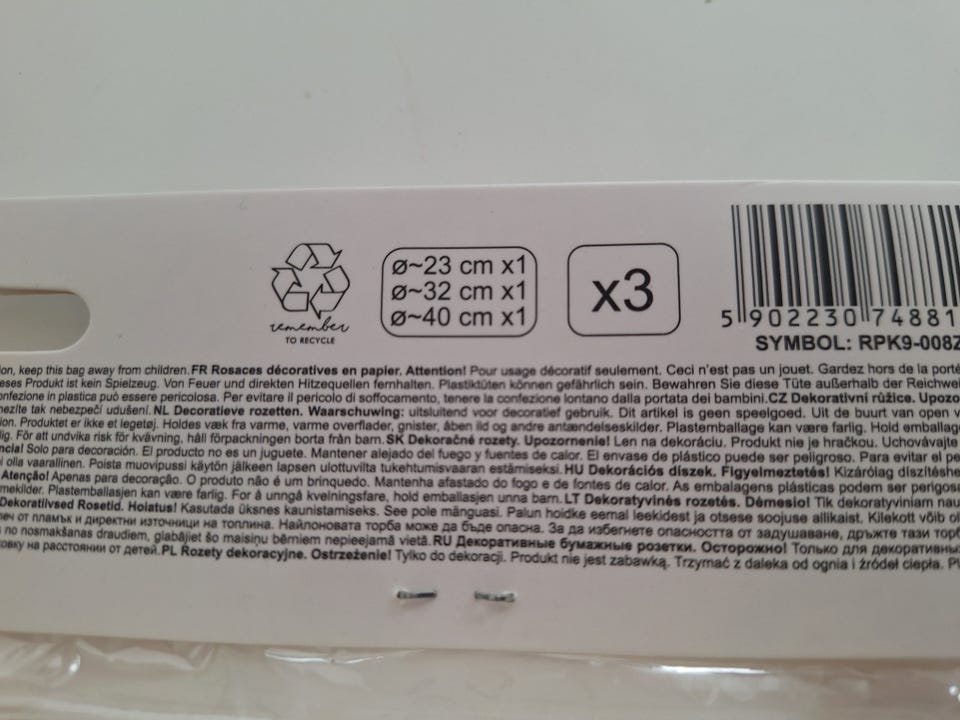 ø~23 cm x1
ø~32 cm x1
ø~40 cm x1
x3
remember
TO RECYCLE
5 902230 74881
SYMBOL: RPK9-008Z
ion, keep this bag away from children. FR Rosaces décoratives en papier. Attention! Pour usage décoratif seulement. Ceci n'est pas un jouet. Gardez hors de la porté
eses Produkt ist kein Spielzeug. Von Feuer und direkten Hitzequellen fernhalten. Plastiktüten können gefährlich sein. Bewahren Sie diese Tüte außerhalb der Reichwei
onfezione in plastica può essere pericolosa. Per evitare il pericolo di soffocamento, tenere la confezione lontano dalla portata dei bambini. CZ Dekorativní růžice. Upozo
nezíte tak nebezpečí udušení. NL Decoratieve rozetten. Waarschuwing: uitsluitend voor decoratief gebruik. Dit artikel is geen speelgoed. Uit de buurt van open v
ion. Produktet er ikke et legetøj. Holdes væk fra varme, varme overflader, gnister, åben ild og andre antændelseskilder. Plastemballage kan være farlig. Hold emballag
lig. För att undvika risk för kvävning, håll förpackningen borta från barn. SK Dekoračné rozety. Upozornenie! Len na dekoráciu. Produkt nie je hračkou. Uchovávajte
ncia! Solo para decoración. El producto no es un juguete. Mantener alejado del fuego y fuentes de calor. El envase de plástico puede ser peligroso. Para evitar el pe
i olla vaarallinen. Poista muovipussi käytön jälkeen lapsen ulottuvilta tukehtumisvaaran estämiseksi. HU Dekorációs díszek. Figyelmeztetés! Kizárólag díszítéshe
Atenção! Apenas para decoração. O produto não é um brinquedo. Mantenha afastado do fogo e de fontes de calor. As embalagens plásticas podem ser perigosa
mekilder. Plastemballasjen kan være farlig. For å unngå kvelningsfare, hold emballasjen unna barn. LT Dekoratyvinės rozetės. Dėmesio! Tik dekoratyviniam nau
Dekoratiivsed Rosetid. Hoiatus! Kasutada üksnes kaunistamiseks. See pole mänguasi. Palun hoidke eemal leekidest ja otsese soojuse allikaist. Kilekott võib ol
лен от пламък и директни източници на топлина. Найлоновата торба може да бъде опасна. За да избегнете опасността от задушаване, дръжте тази торб
i no nosmakšanas draudiem, glabājiet šo maisiņu bērniem nepieejamā vietā. RU Декоративные бумажные розетки. Осторожно! Только для декоративны
овку на расстоянии от детей. PL Rozety dekoracyjne. Ostrzeżenie! Tylko do dekoracji. Produkt nie jest zabawką. Trzymać z daleka od ognia i źródeł ciepła.